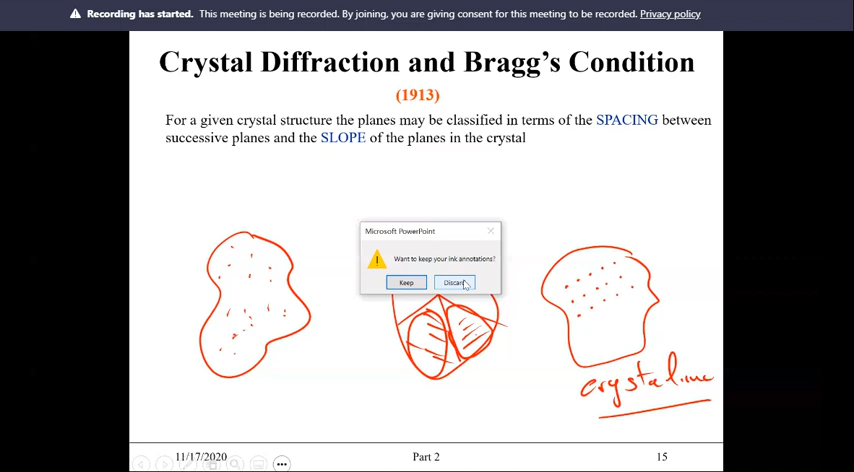 Recording has started. This meeting is being recorded. By joining, you are giving consent for this meeting to be recorded. Privacy policy
Crystal Diffraction and Bragg's Condition
(1913)
For a given crystal structure the planes may be classified in terms of the SPACING between
successive planes and the SLOPE of the planes in the crystal
Microsoft PowerPoint
Want to keep your ink annotations?
Keep
Discard
crystaline
11/17/2020
Part 2
15